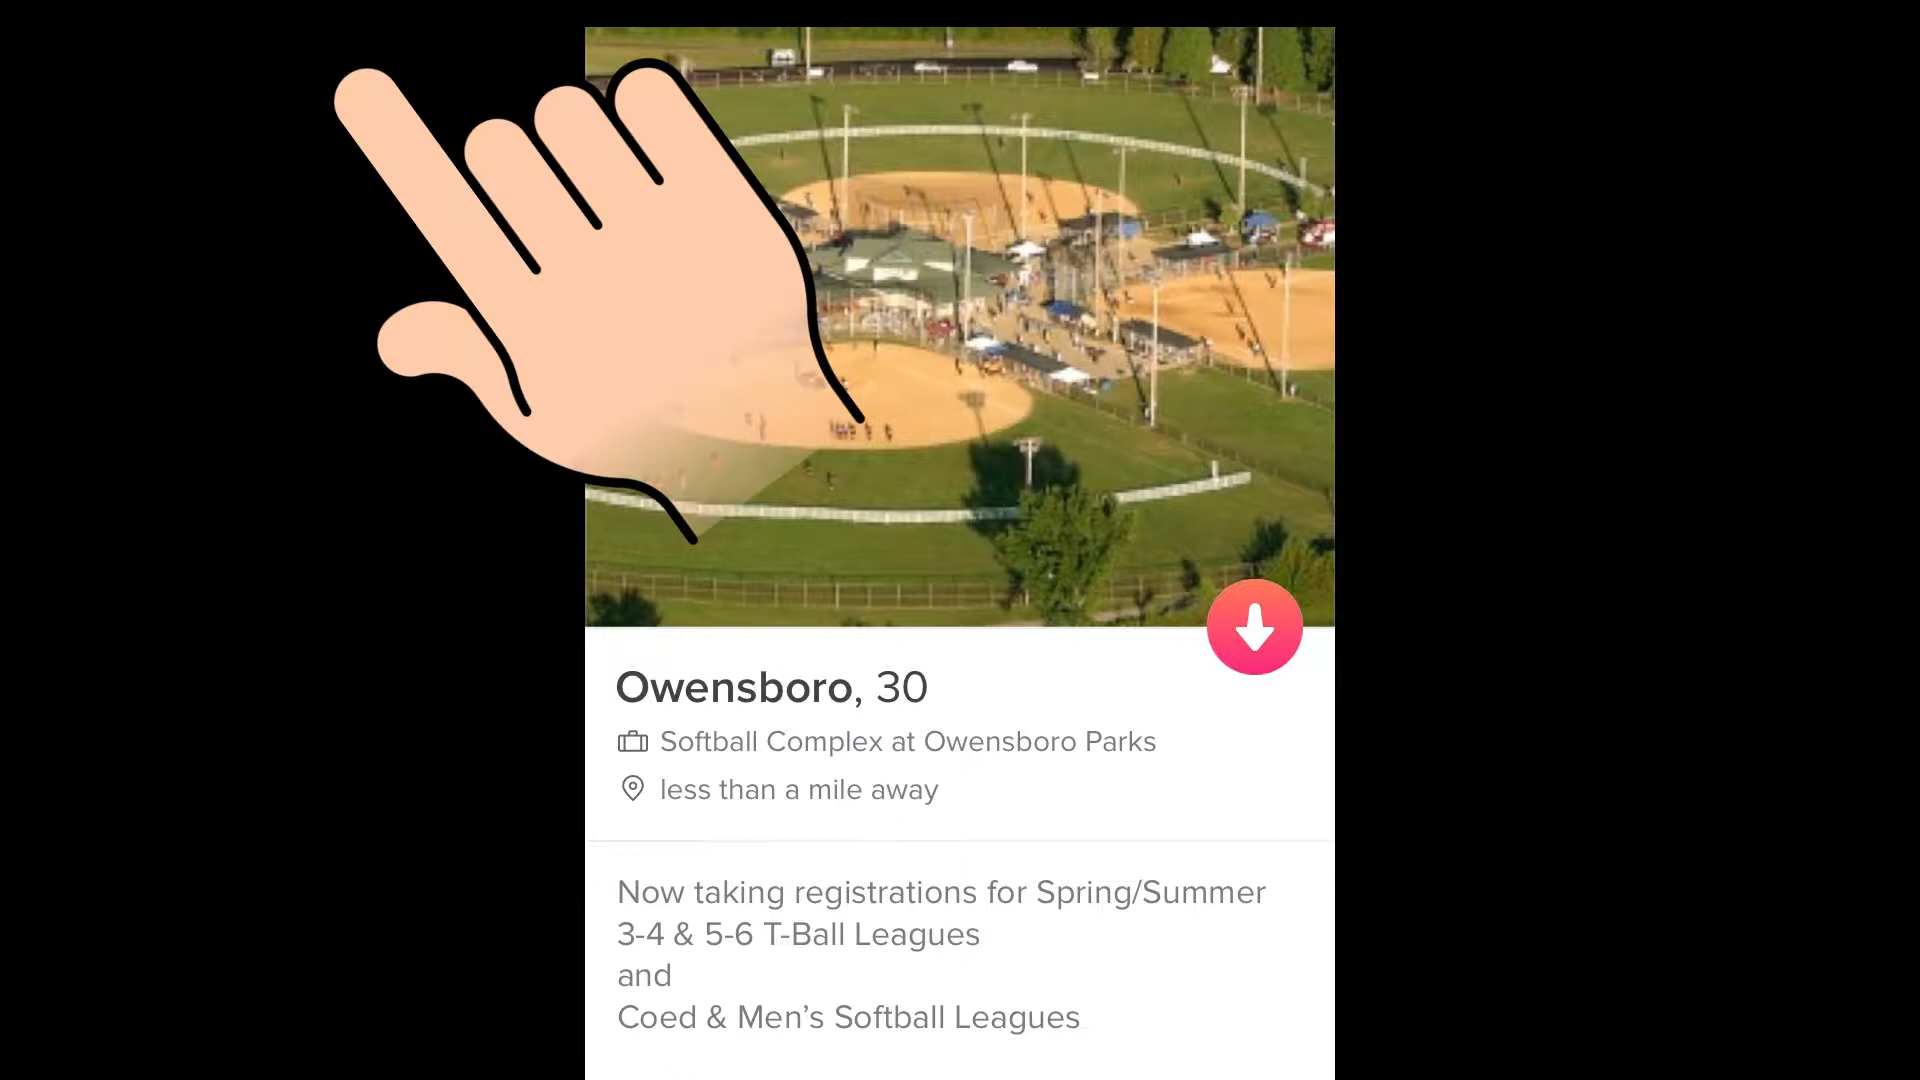 Owensboro, 30
Softball Complex at Owensboro Parks
less than a mile away
Now taking registrations for Spring/Summer
3-4 & 5-6 T-Ball Leagues
and
Coed & Men’s Softball Leagues